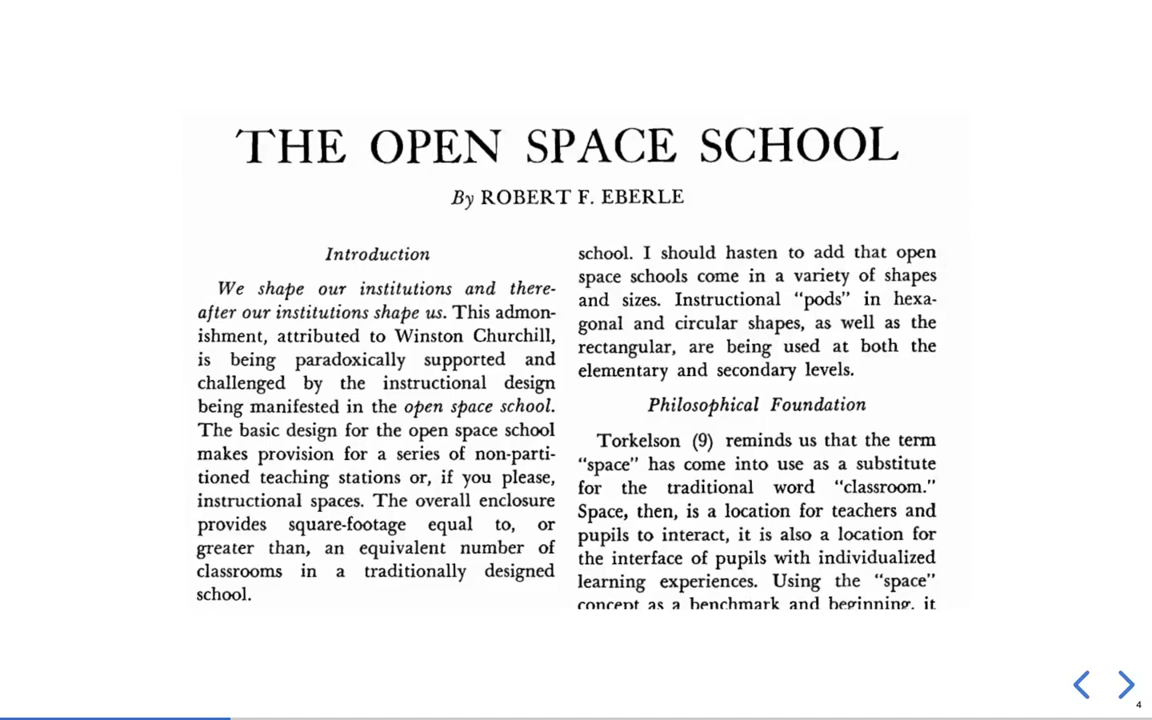 THE OPEN SPACE SCHOOL
By ROBERT F. EBERLE
Introduction
We shape our institutions and there-
after our institutions shape us. This admon-
ishment, attributed to Winston Churchill,
is being paradoxically supported and
challenged by the instructional design
being manifested in the open space school.
The basic design for the open space school
makes provision for a series of non-parti-
tioned teaching stations or, if you please,
instructional spaces. The overall enclosure
provides square-footage equal to, or
greater than, an equivalent number of
classrooms in a traditionally designed
school.
school. I should hasten to add that open
space schools come in a variety of shapes
and sizes. Instructional “pods” in hexa-
gonal and circular shapes, as well as the
rectangular, are being used at both the
elementary and secondary levels.
Philosophical Foundation
Torkelson (9) reminds us that the term
“space” has come into use as a substitute
for the traditional word “classroom.”
Space, then, is a location for teachers and
pupils to interact, it is also a location for
the interface of pupils with individualized
learning experiences. Using the “space”
concept as a benchmark and beginning, it
4